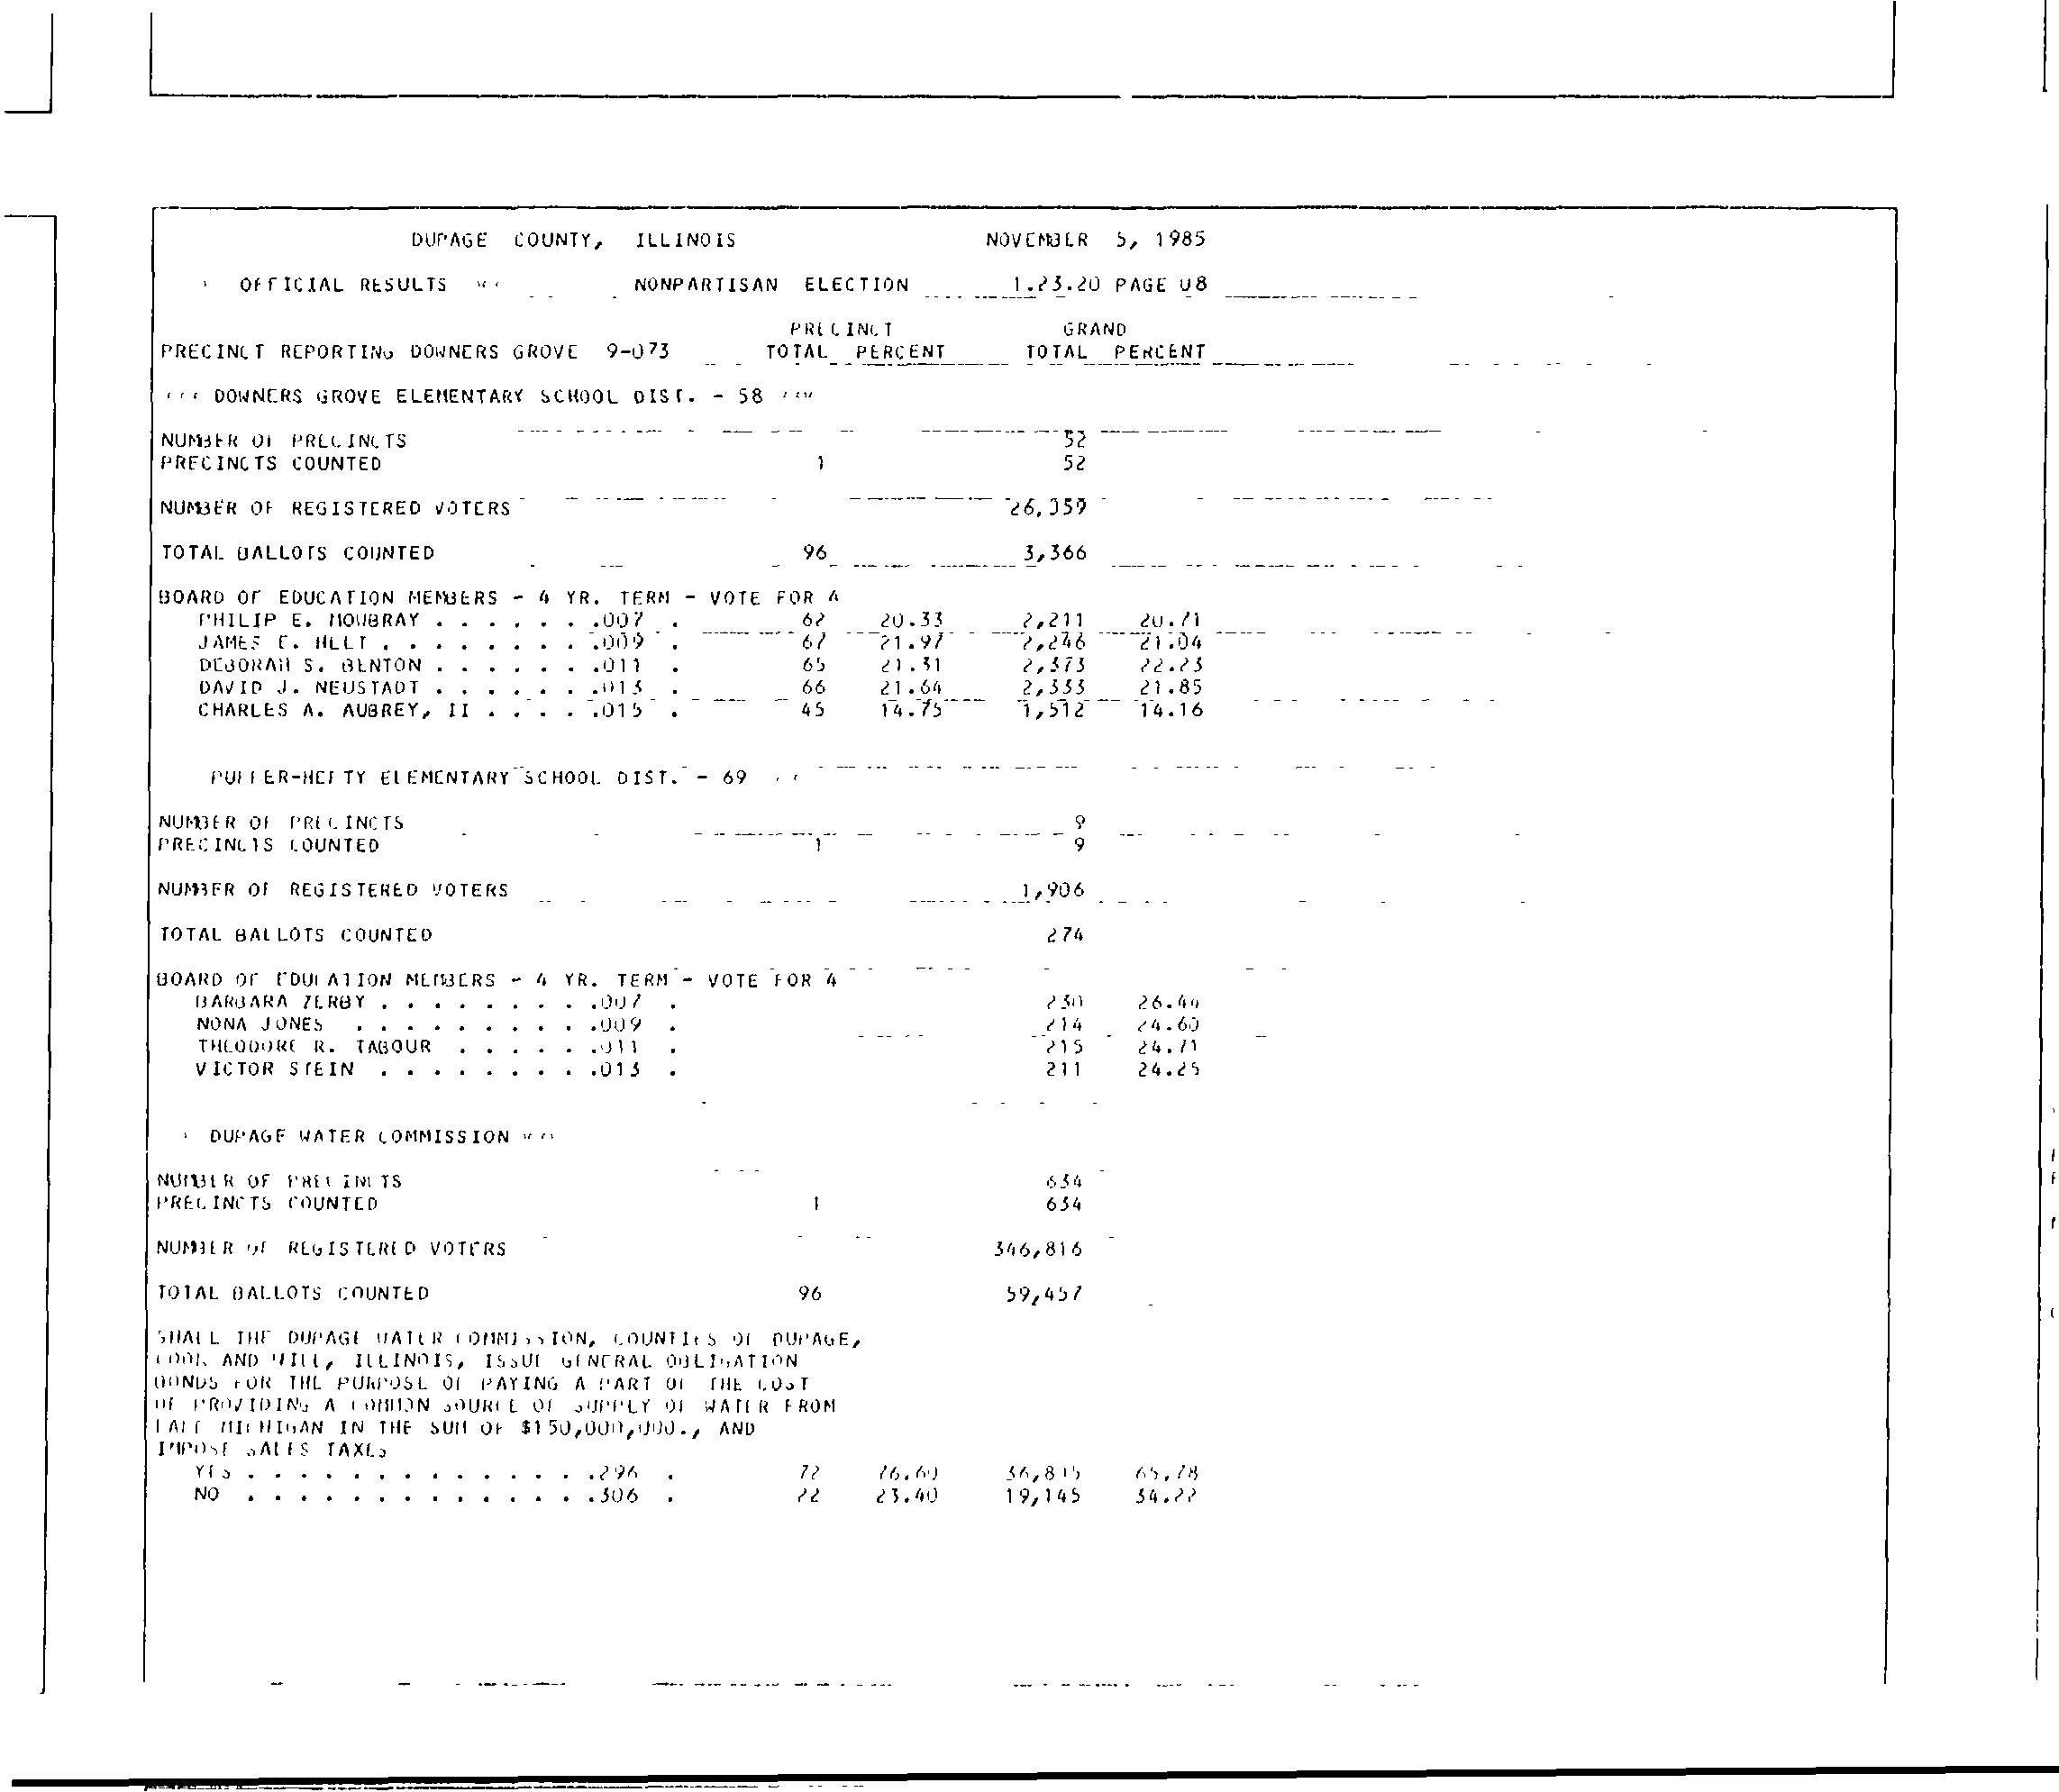 DUPAGE COUNTY, ILLINOIS NOVEMBER 5, 1985
OFFICIAL RESULTS NONPARTISAN ELECTION 1.23.20 PAGE 08
PRECINCT GRAND
PRECINCT REPORTING DOWNERS GROVE 9-073 TOTAL PERCENT TOTAL PERCENT
DOWNERS GROVE ELEMENTARY SCHOOL DIST. - 58
NUMBER OF PRECINCTS 52
PRECINCTS COUNTED 1 52
NUMBER OF REGISTERED VOTERS
TOTAL BALLOTS COUNTED 96 3,366
BOARD OF EDUCATION MEMBERS - 4 YR. TERM - VOTE FOR 4
PHILIP E. MOWBRAY . . . . . . .007 . 62 20.33 2,211 20.71
JAMES E. . . . . . . . . .009 . 67 21.97 2,246 21.04
DEBORAH S. BENTON . . . . . . .011 . 65 21.31 2,373 22.23
DAVID J. NEUSTADT . . . . . . .013 . 66 21.64 2,333 21.85
CHARLES A. AUBREY, II . . . . .015 . 45 14.75 1,512 14.16
PUFFER-HEFTY ELEMENTARY SCHOOL DIST. - 69
NUMBER OF PRECINCTS 9
PRECINCTS COUNTED 1 9
NUMBER OF REGISTERED VOTERS 1,906
TOTAL BALLOTS COUNTED 274
BOARD OF EDUCATION MEMBERS - 4 YR. TERM - VOTE FOR 4
BARBARA ZERBY . . . . . . . . .007 . 230 26.44
NONA JONES . . . . . . . . . .009 . 214 24.60
THEODORE R. TABOUR . . . . . .011 . 215 24.71
VICTOR STEIN . . . . . . . . .013 . 211 24.25
DUPAGE WATER COMMISSION
NUMBER OF PRECINCTS 634
PRECINCTS COUNTED 1 634
NUMBER OF REGISTERED VOTERS 346,816
TOTAL BALLOTS COUNTED 96 59,457
SHALL THE DUPAGE WATER COMMISSION, COUNTIES OF DUPAGE,
COOK AND WILL, ILLINOIS, ISSUE GENERAL OBLIGATION
BONDS FOR THE PURPOSE OF PAYING A PART OF THE COST
OF PROVIDING A COMMON SOURCE OF SUPPLY OF WATER FROM
LAKE MICHIGAN IN THE SUM OF $150,000,000., AND
IMPOSE SALES TAXES
YES . . . . . . . . . . . . . .296 . 72 76.60 65.78
NO . . . . . . . . . . . . . .306 . 22 23.40 19,145 34.22